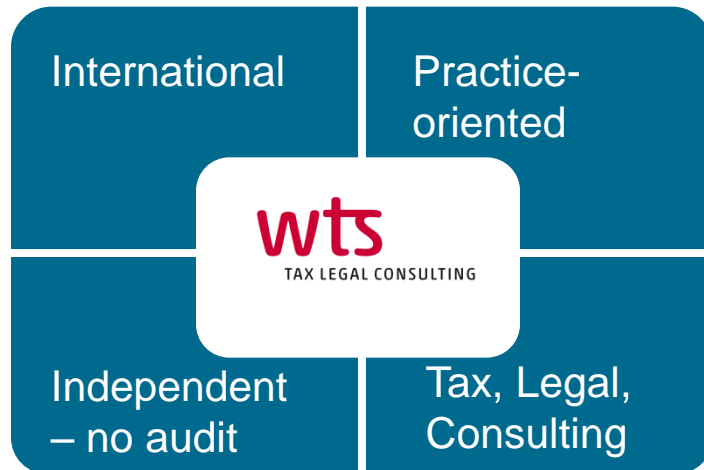 International
Practice-
oriented
wts
TAX LEGAL CONSULTING
Independent
– no audit
Tax, Legal,
Consulting